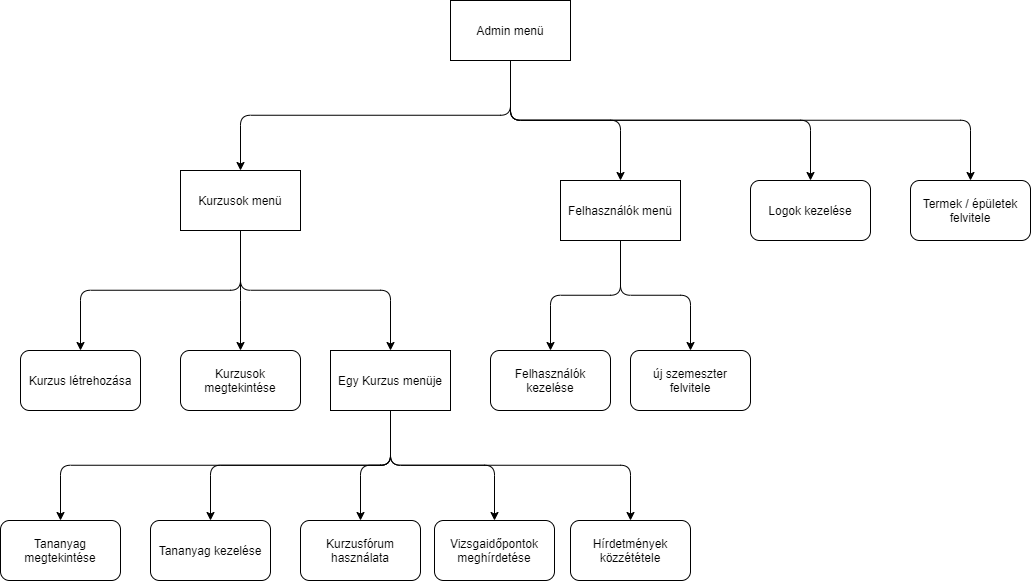 Admin menü
Kurzusok menü
Felhasználók menü
Logok kezelése
Termek / épületek
felvitele
Kurzus létrehozása
Kurzusok
megtekintése
Egy Kurzus menüje
Felhasználók
kezelése
új szemeszter
felvitele
Tananyag
megtekintése
Tananyag kezelése
Kurzusfórum
használata
Vizsgaidőpontok
meghírdetése
Hírdetmények
közzététele